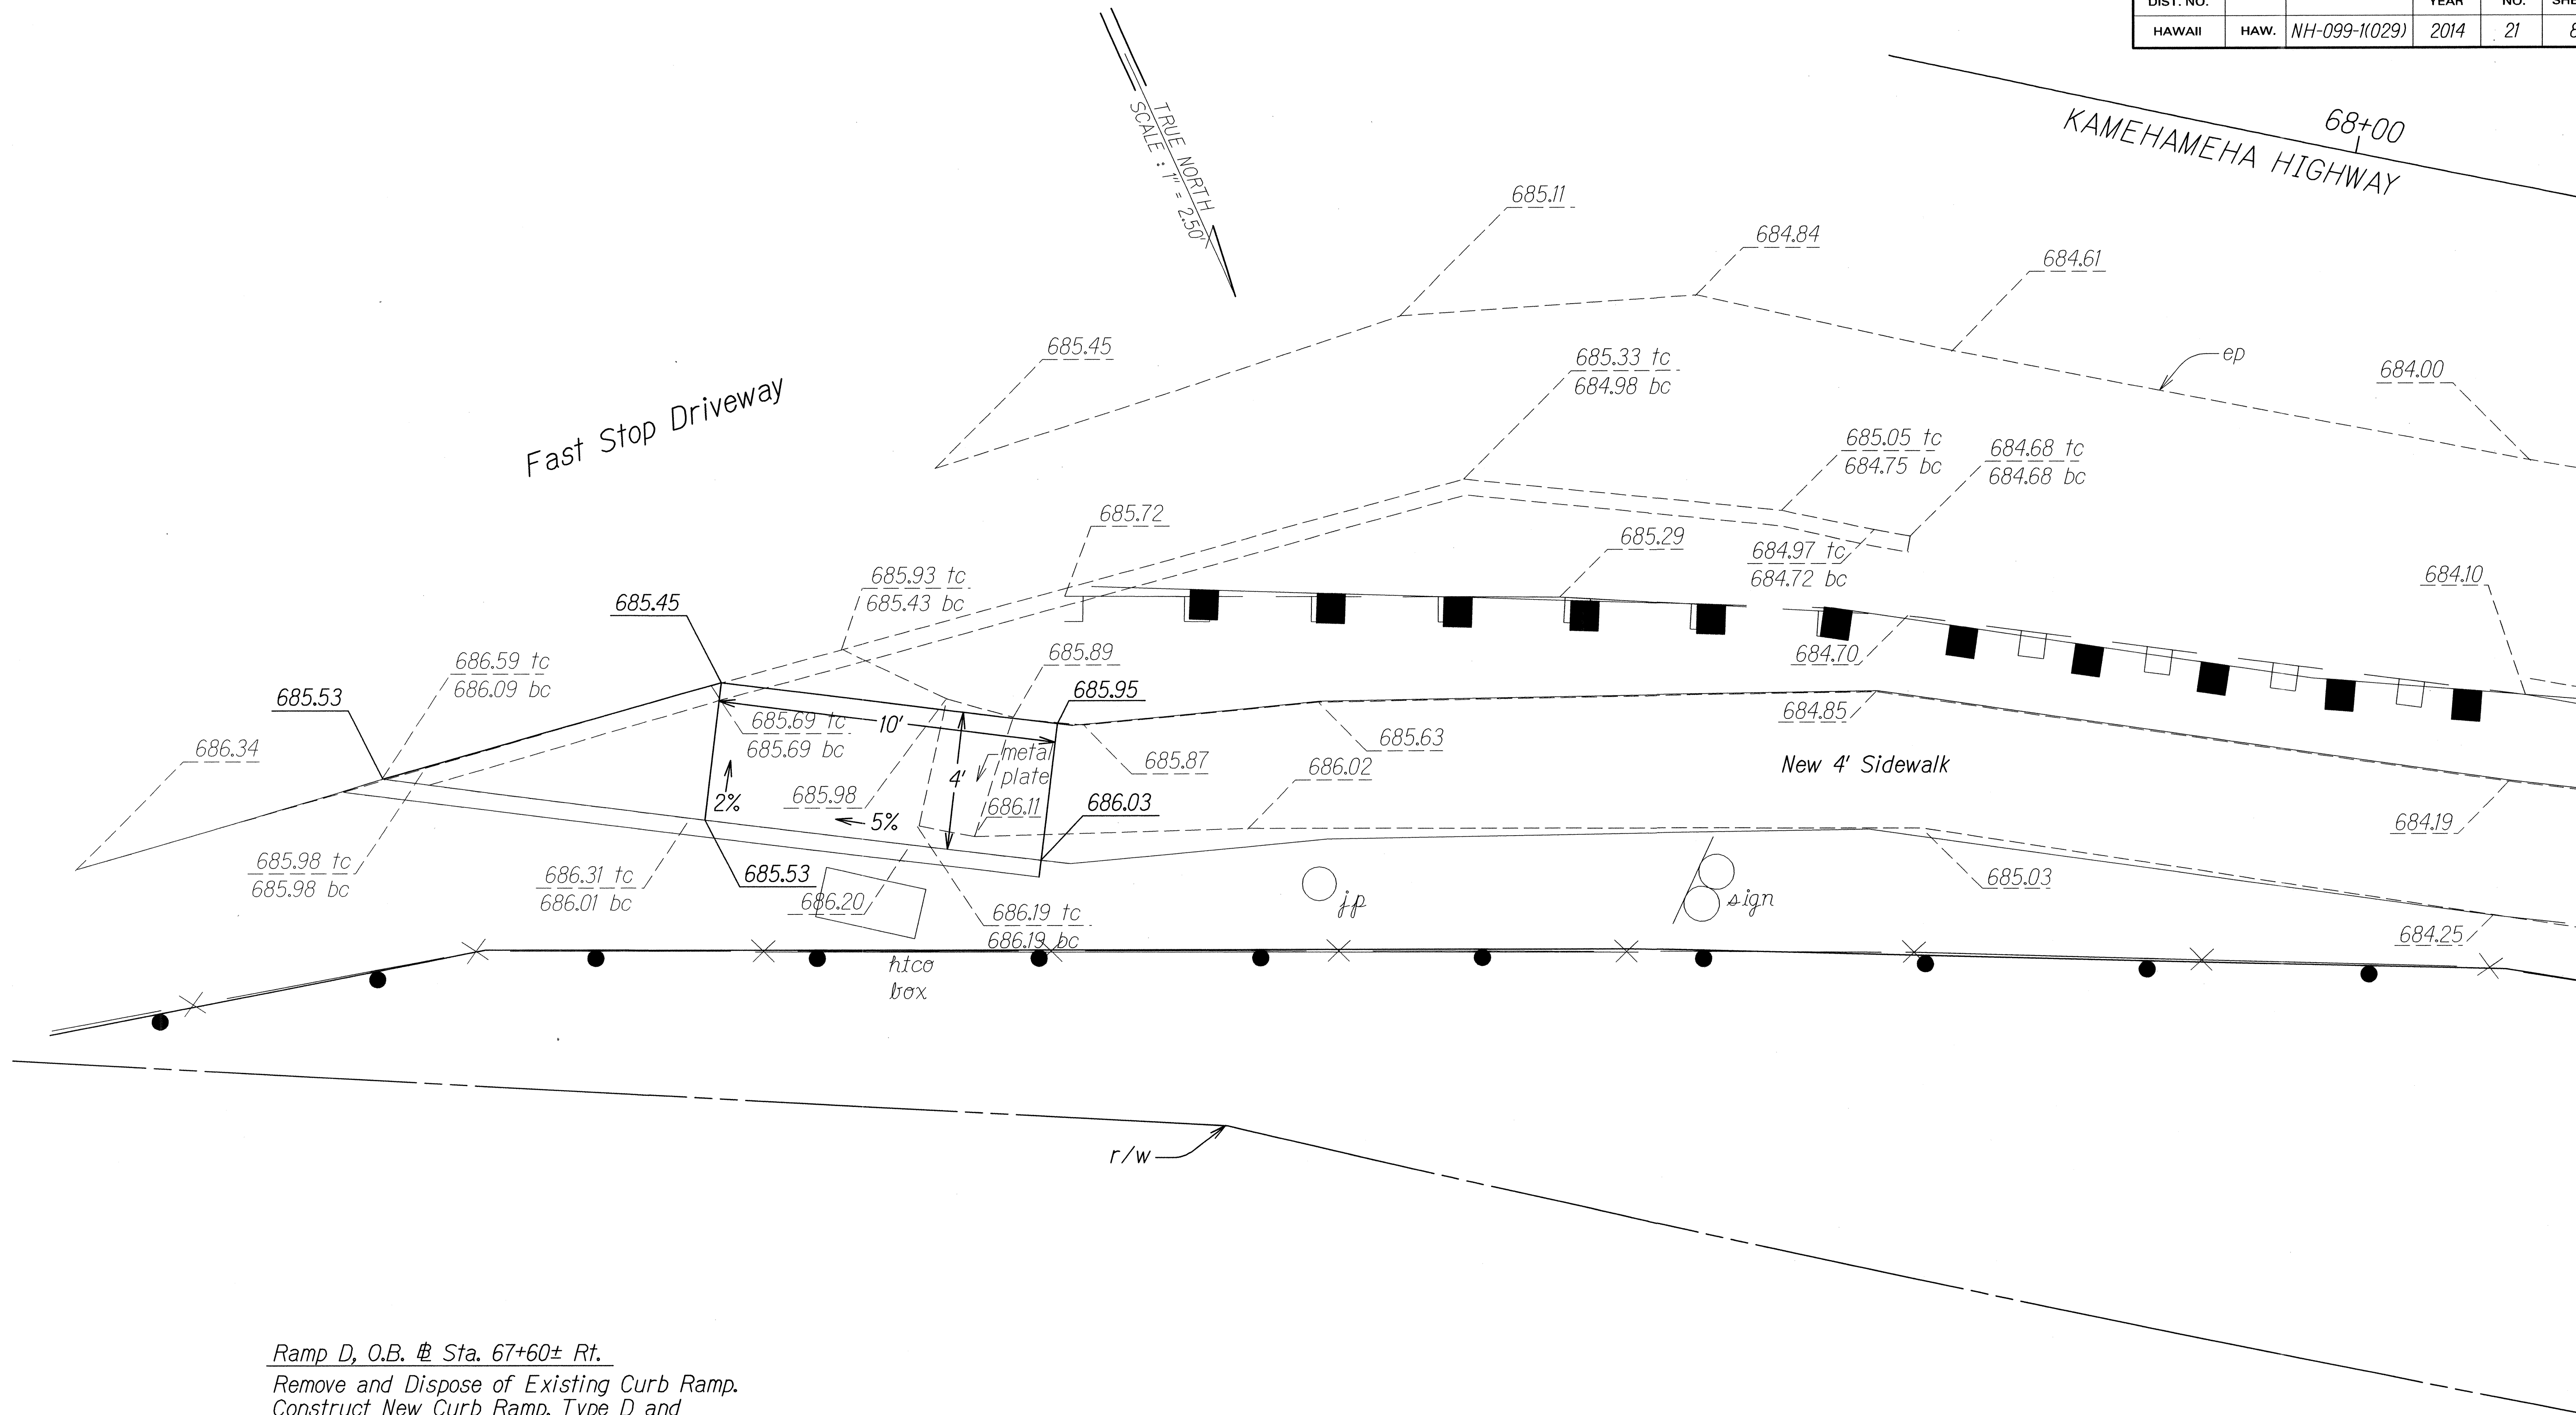 DIST. NO. YEAR NO.
HAWAII HAW. NH-099-1(029) 2014 21
68+00
KAMEHAMEHA HIGHWAY
TRUE NORTH
SCALE : 1" = 2.50'
685.11
684.84
684.61
685.45
685.33 tc
684.98 bc
ep
684.00
Fast Stop Driveway
685.05 tc
684.75 bc
684.68 tc
684.68 bc
685.72
685.29
684.97 tc
684.72 bc
684.10
685.93 tc
685.43 bc
685.45
686.59 tc
686.09 bc
685.89
684.70
685.53
685.95
685.69 tc
685.69 bc
10'
684.85
686.34
685.63
metal
plate
685.87
686.02
New 4' Sidewalk
4'
2%
685.98
686.11
686.03
5%
684.19
685.98 tc
685.98 bc
686.31 tc
686.01 bc
685.53
685.03
686.20
jp
sign
686.19 tc
686.19 bc
684.25
htco
box
r/w
Ramp D, O.B. ⅊ Sta. 67+60± Rt.
Remove and Dispose of Existing Curb Ramp.
Construct New Curb Ramp, Type D and